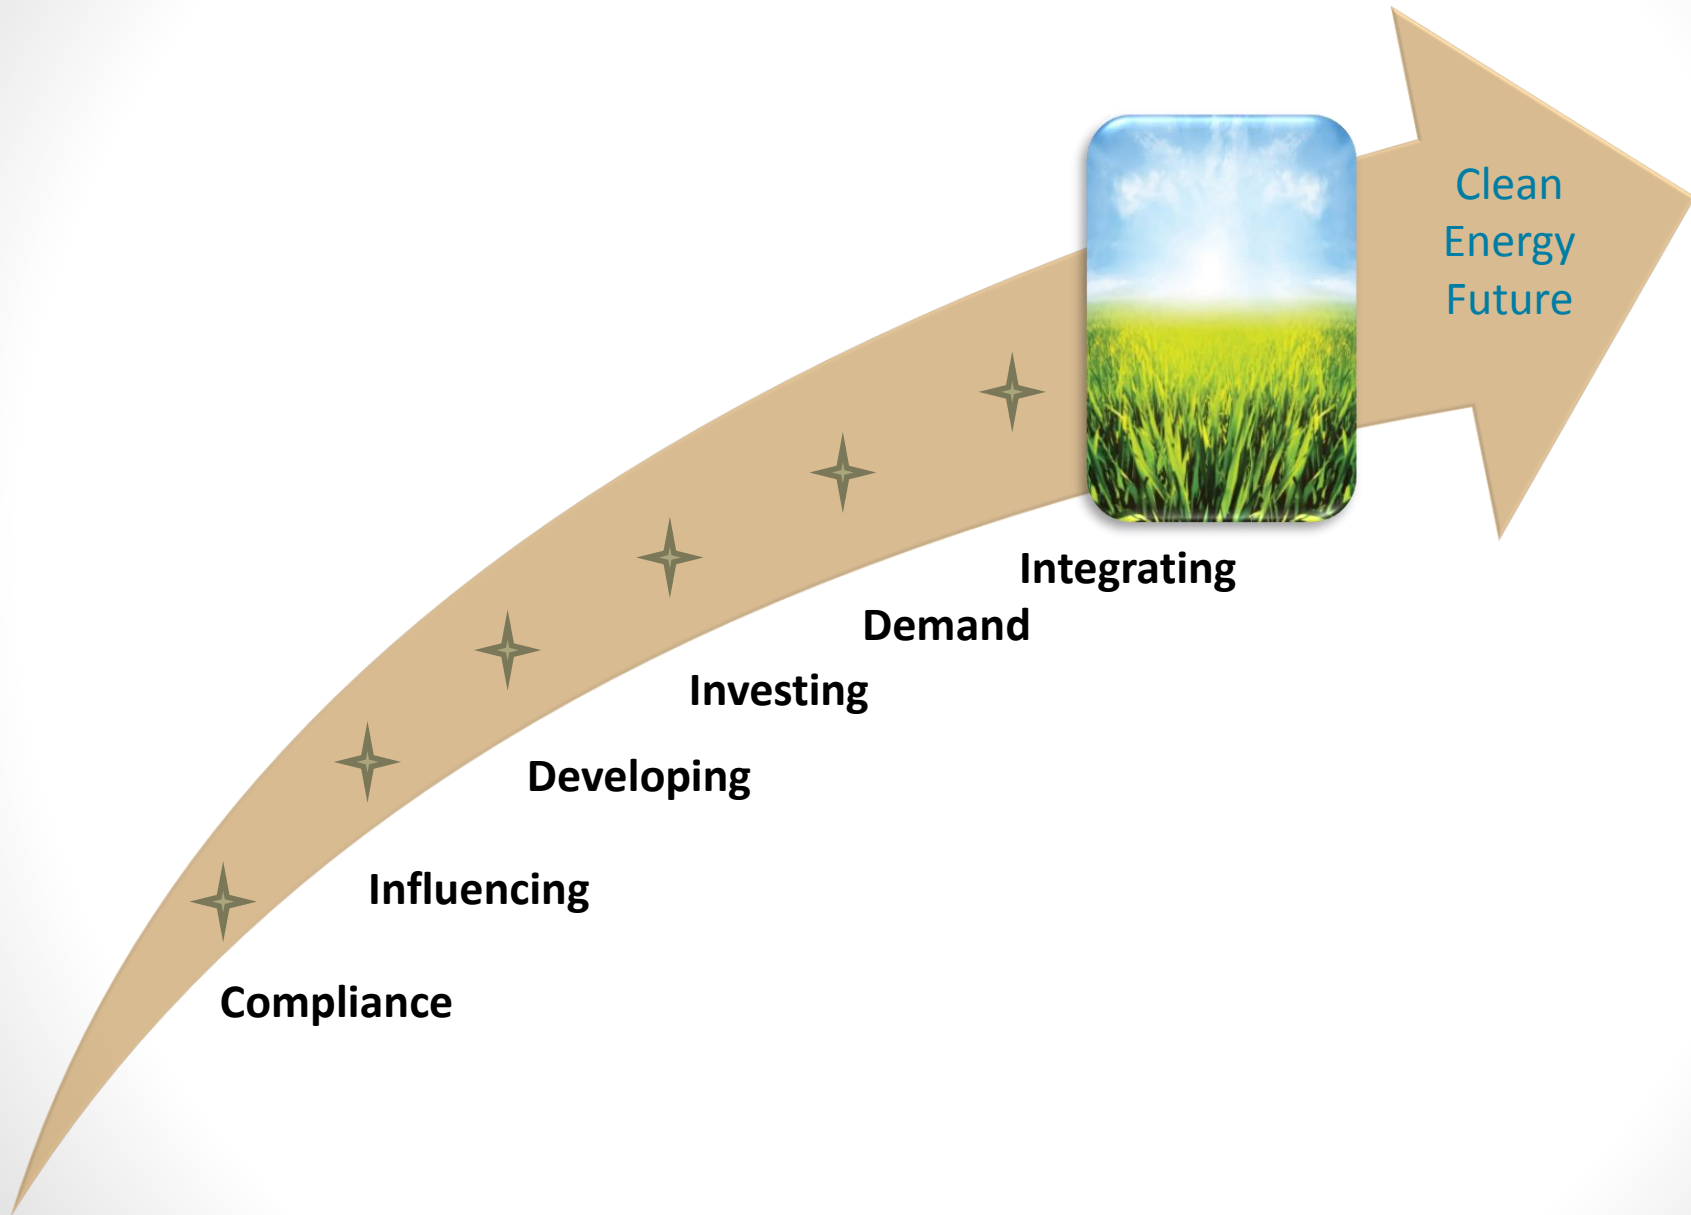 Clean
Energy
Future
Integrating
Demand
Investing
Developing
Influencing
Compliance